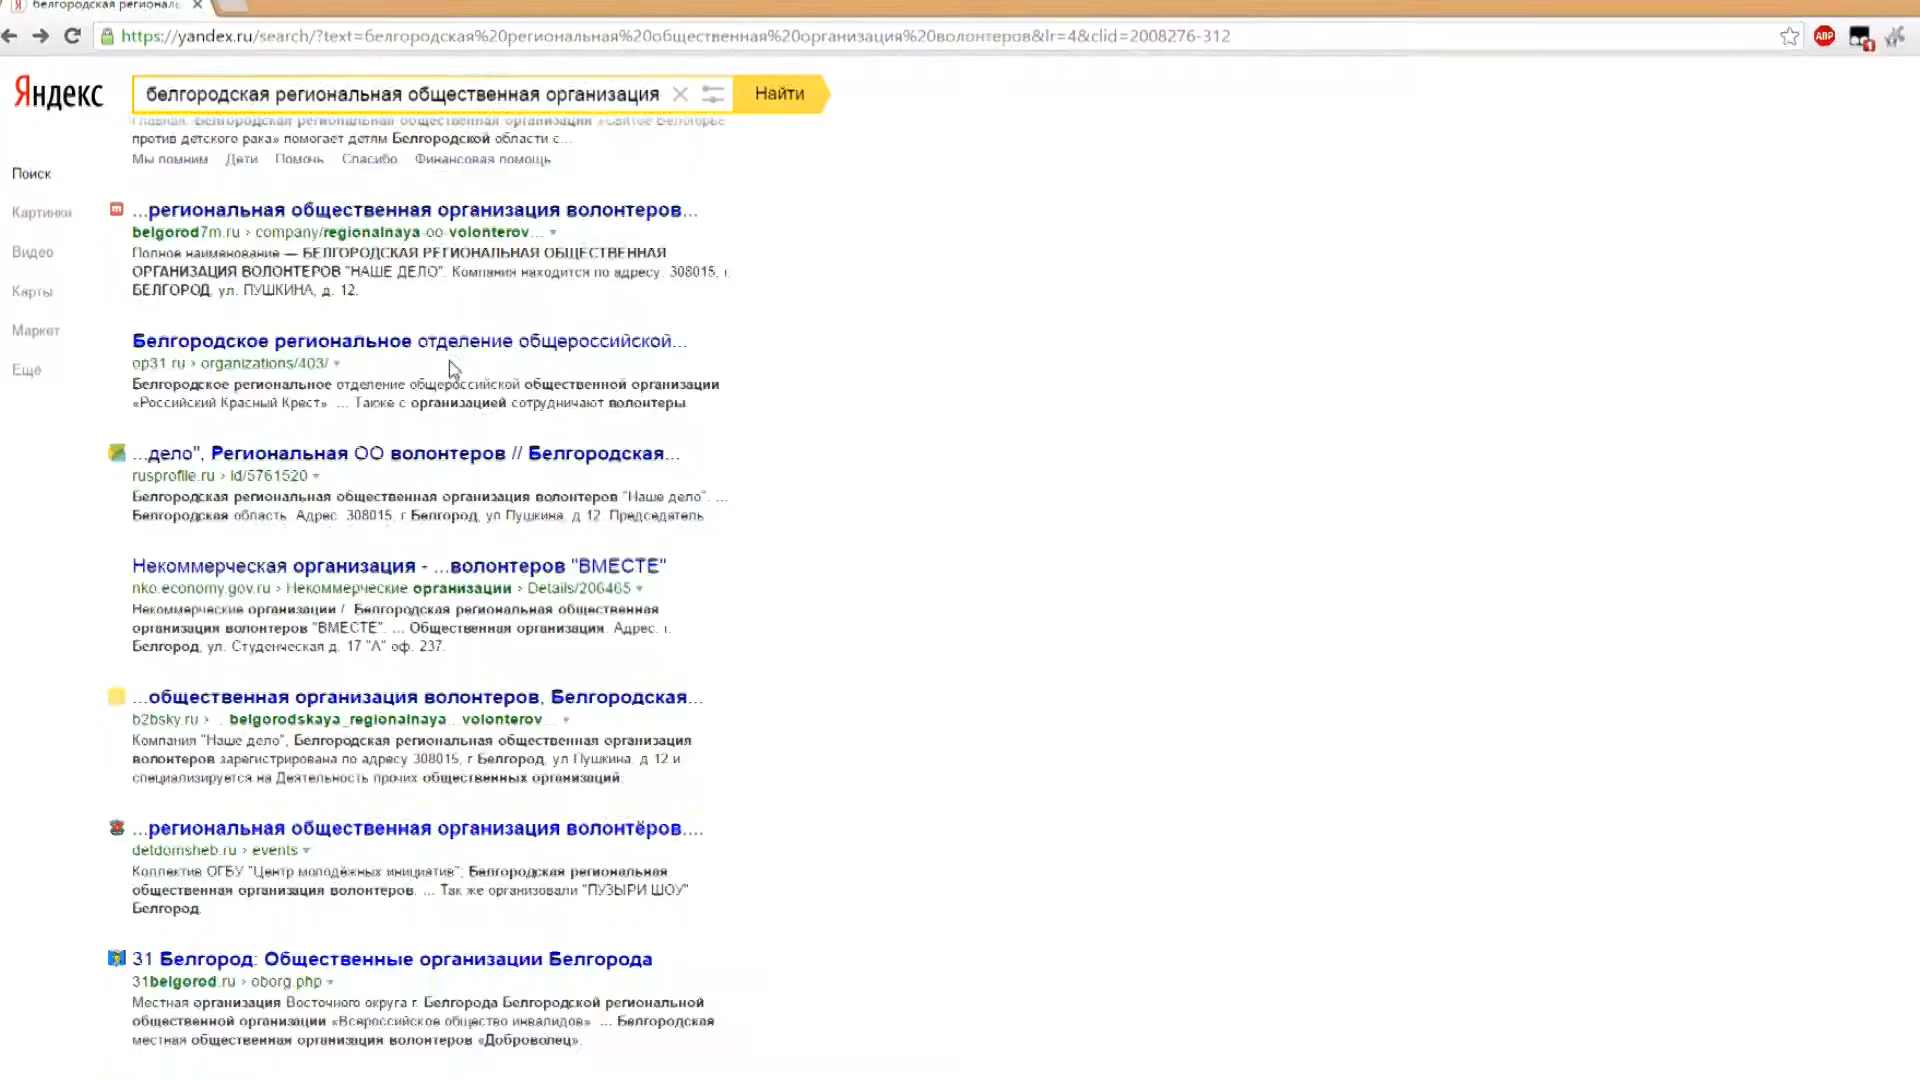 белгородская региональ
https://yandex.ru/search/?text=белгородская%20региональная%20общественная%20организация%20волонтеров&lr=4&clid=2008276-312
ABP
Яндекс
белгородская региональная общественная организация
Найти
Главная. Белгородская региональная общественная организация «Святое Белогорье
против детского рака» помогает детям Белгородской области с...
Мы помним Дети Помочь Спасибо Финансовая помощь
Поиск
Картинки
Видео
Карты
Маркет
Ещё
...региональная общественная организация волонтеров...
belgorod7m.ru › company/regionalnaya-oo-volonterov...
Полное наименование — БЕЛГОРОДСКАЯ РЕГИОНАЛЬНАЯ ОБЩЕСТВЕННАЯ
ОРГАНИЗАЦИЯ ВОЛОНТЕРОВ "НАШЕ ДЕЛО". Компания находится по адресу: 308015, г.
БЕЛГОРОД, ул. ПУШКИНА, д. 12.
Белгородское региональное отделение общероссийской...
op31.ru › organizations/403/
Белгородское региональное отделение общероссийской общественной организации
«Российский Красный Крест» ... Также с организацией сотрудничают волонтеры.
...дело", Региональная ОО волонтеров // Белгородская...
rusprofile.ru › id/5761520
Белгородская региональная общественная организация волонтеров "Наше дело". ...
Белгородская область. Адрес. 308015, г Белгород, ул Пушкина, д 12. Председатель
Некоммерческая организация - ...волонтеров "ВМЕСТЕ"
nko.economy.gov.ru › Некоммерческие организации › Details/206465
Некоммерческие организации / Белгородская региональная общественная
организация волонтеров "ВМЕСТЕ". ... Общественная организация. Адрес. г.
Белгород, ул. Студенческая д. 17 "А" оф. 237.
...общественная организация волонтеров, Белгородская...
b2bsky.ru › ...belgorodskaya_regionalnaya...volonterov...
Компания "Наше дело", Белгородская региональная общественная организация
волонтеров зарегистрирована по адресу 308015, г Белгород, ул Пушкина, д 12 и
специализируется на Деятельность прочих общественных организаций.
...региональная общественная организация волонтёров....
detdomsheb.ru › events
Коллектив ОГБУ "Центр молодёжных инициатив"; Белгородская региональная
общественная организация волонтеров. ... Так же организовали "ПУЗЫРИ ШОУ"
Белгород.
31 Белгород: Общественные организации Белгорода
31belgorod.ru › oborg.php
Местная организация Восточного округа г. Белгорода Белгородской региональной
общественной организации «Всероссийское общество инвалидов» ... Белгородская
местная общественная организация волонтеров «Доброволец».